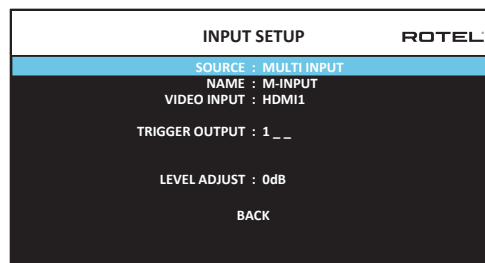 INPUT SETUP
ROTEL
SOURCE : MULTI INPUT
NAME : M-INPUT
VIDEO INPUT : HDMI1
TRIGGER OUTPUT : 1 _ _
LEVEL ADJUST : 0dB
BACK